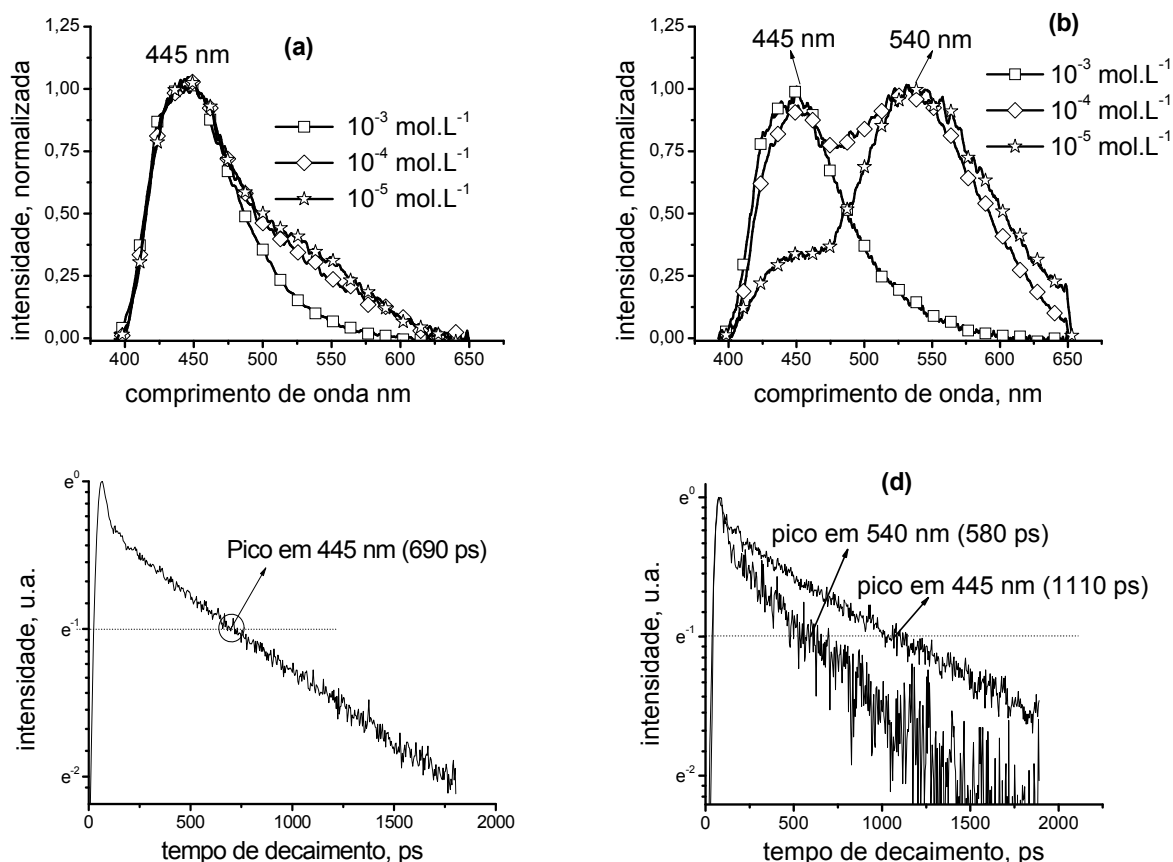 (a)
445 nm
10⁻³ mol.L⁻¹
10⁻⁴ mol.L⁻¹
10⁻⁵ mol.L⁻¹
intensidade, normalizada
1,25
1,00
0,75
0,50
0,25
0,00
400 450 500 550 600 650
comprimento de onda nm
(b)
445 nm
540 nm
10⁻³ mol.L⁻¹
10⁻⁴ mol.L⁻¹
10⁻⁵ mol.L⁻¹
intensidade, normalizada
1,25
1,00
0,75
0,50
0,25
0,00
400 450 500 550 600 650
comprimento de onda, nm
Pico em 445 nm (690 ps)
intensidade, u.a.
e⁰
e⁻¹
e⁻²
0 500 1000 1500 2000
tempo de decaimento, ps
(d)
pico em 540 nm (580 ps)
pico em 445 nm (1110 ps)
intensidade, u.a.
e⁰
e⁻¹
e⁻²
0 500 1000 1500 2000
tempo de decaimento, ps